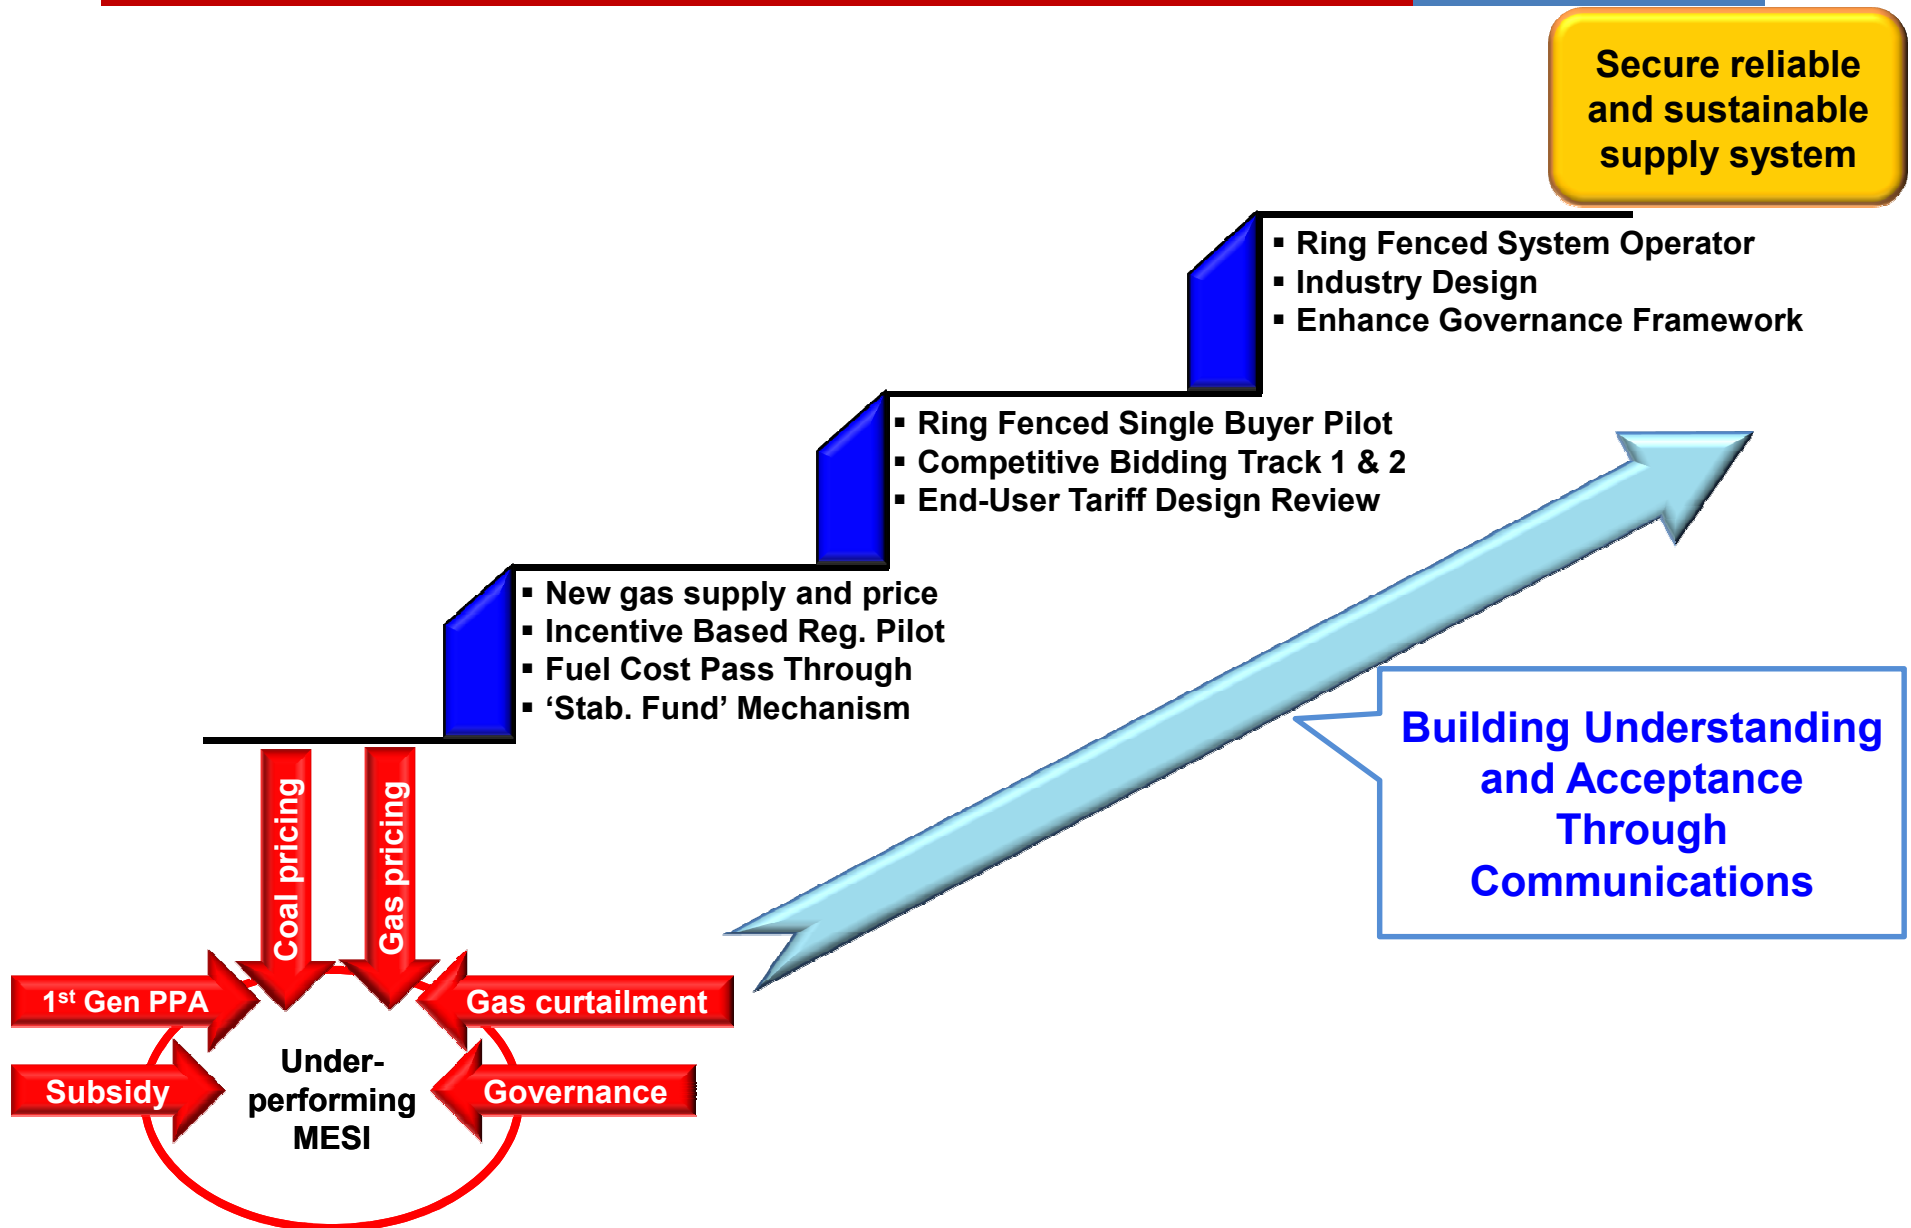 Secure reliable
and sustainable
supply system
▪ Ring Fenced System Operator
▪ Industry Design
▪ Enhance Governance Framework
▪ Ring Fenced Single Buyer Pilot
▪ Competitive Bidding Track 1 & 2
▪ End-User Tariff Design Review
▪ New gas supply and price
▪ Incentive Based Reg. Pilot
▪ Fuel Cost Pass Through
▪ ‘Stab. Fund’ Mechanism
Building Understanding
and Acceptance
Through
Communications
Coal pricing
Gas pricing
1st Gen PPA
Gas curtailment
Subsidy
Governance
Under-
performing
MESI